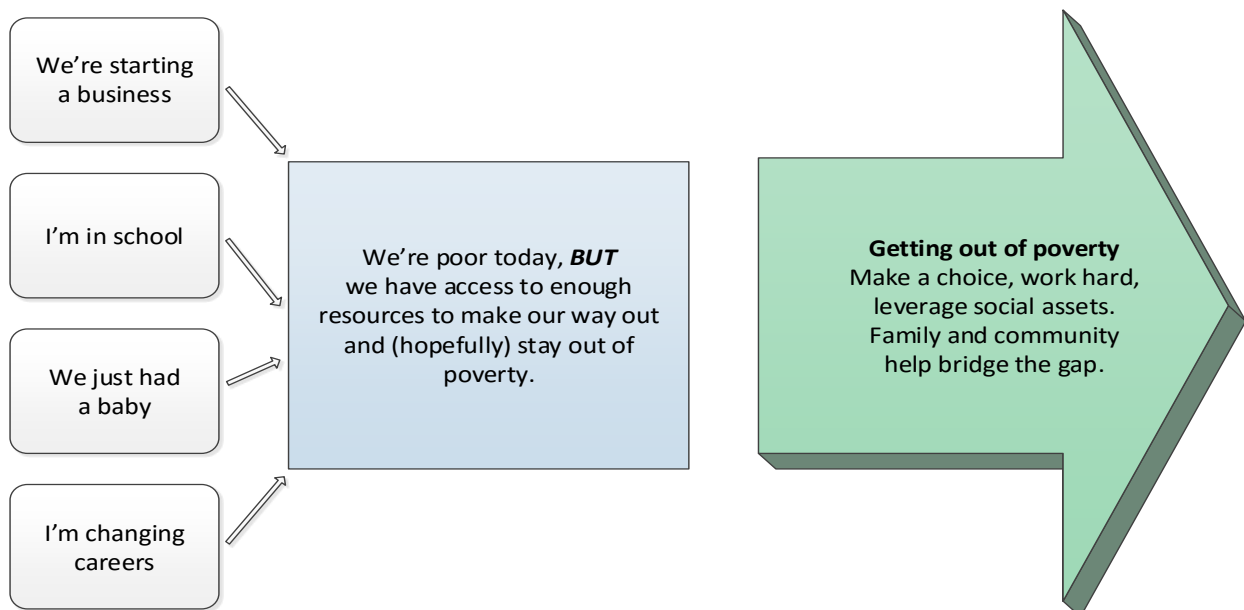 We’re starting
a business
I’m in school
We just had
a baby
I’m changing
careers
We’re poor today, BUT
we have access to enough
resources to make our way out
and (hopefully) stay out of
poverty.
Getting out of poverty
Make a choice, work hard,
leverage social assets.
Family and community
help bridge the gap.